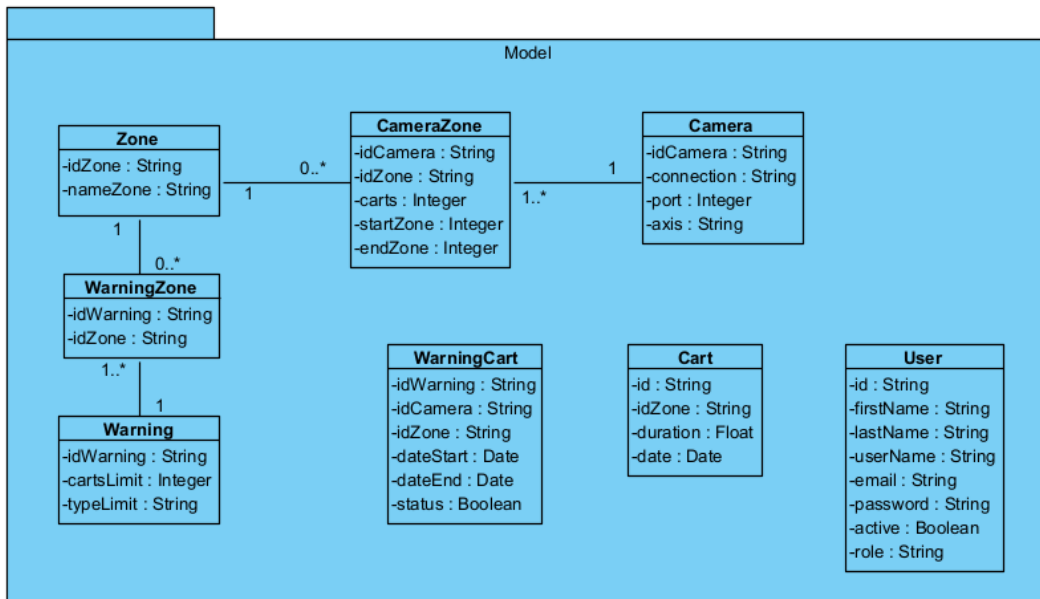 Model
Zone
-idZone : String
-nameZone : String
1
0..*
CameraZone
-idCamera : String
-idZone : String
-carts : Integer
-startZone : Integer
-endZone : Integer
1..*
1
Camera
-idCamera : String
-connection : String
-port : Integer
-axis : String
1
0..*
WarningZone
-idWarning : String
-idZone : String
1..*
1
Warning
-idWarning : String
-cartsLimit : Integer
-typeLimit : String
WarningCart
-idWarning : String
-idCamera : String
-idZone : String
-dateStart : Date
-dateEnd : Date
-status : Boolean
Cart
-id : String
-idZone : String
-duration : Float
-date : Date
User
-id : String
-firstName : String
-lastName : String
-userName : String
-email : String
-password : String
-active : Boolean
-role : String